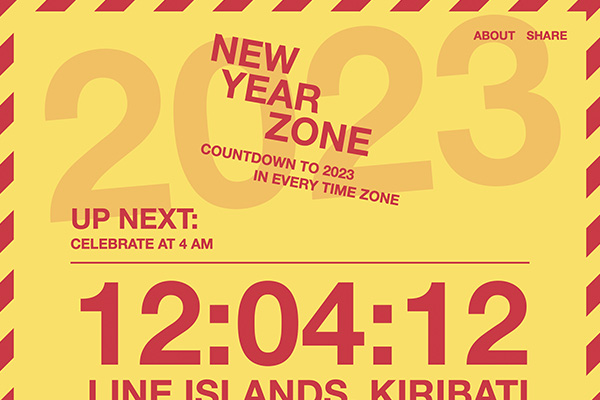 ABOUT SHARE
2023
NEW
YEAR
ZONE
COUNTDOWN TO 2023
IN EVERY TIME ZONE
UP NEXT:
CELEBRATE AT 4 AM
12:04:12
LINE ISLANDS, KIRIBATI